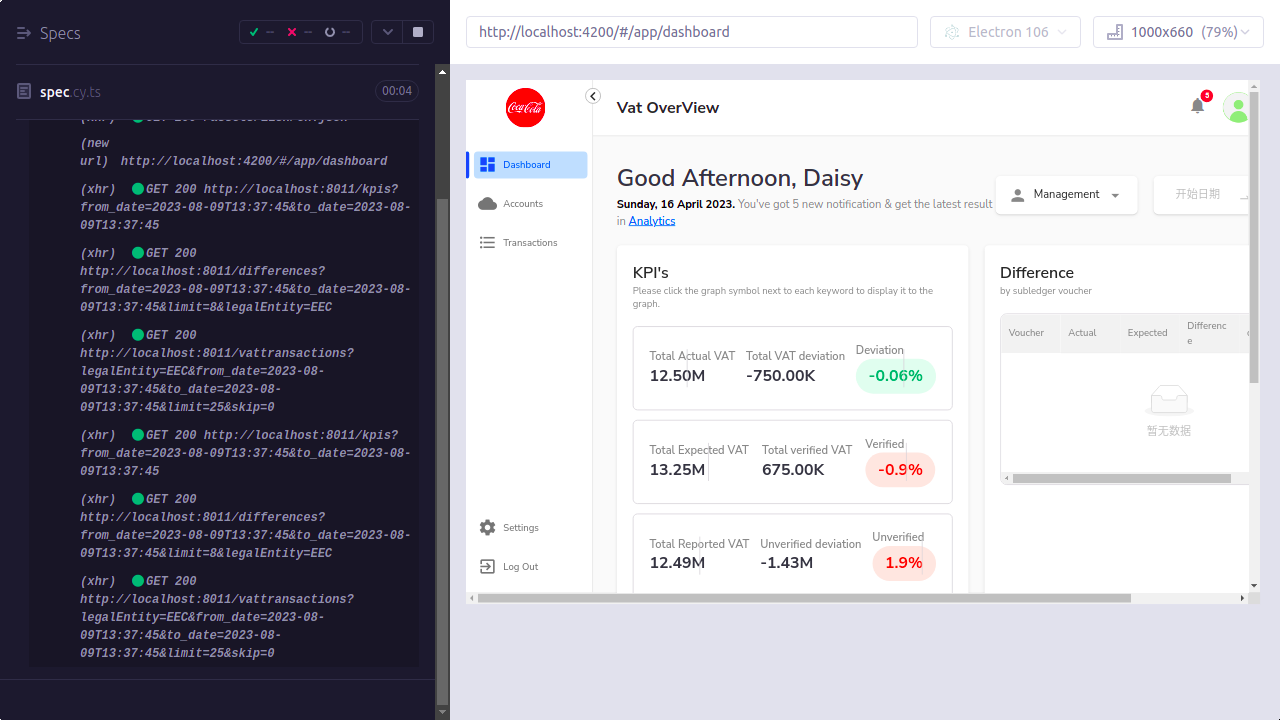 Specs
-- -- --
spec.cy.ts
00:04
(new
url) http://localhost:4200/#/app/dashboard
(xhr) GET 200 http://localhost:8011/kpis?
from_date=2023-08-09T13:37:45&to_date=2023-08-
09T13:37:45
(xhr) GET 200
http://localhost:8011/differences?
from_date=2023-08-09T13:37:45&to_date=2023-08-
09T13:37:45&limit=8&legalEntity=EEC
(xhr) GET 200
http://localhost:8011/vattransactions?
legalEntity=EEC&from_date=2023-08-
09T13:37:45&to_date=2023-08-
09T13:37:45&limit=25&skip=0
(xhr) GET 200 http://localhost:8011/kpis?
from_date=2023-08-09T13:37:45&to_date=2023-08-
09T13:37:45
(xhr) GET 200
http://localhost:8011/differences?
from_date=2023-08-09T13:37:45&to_date=2023-08-
09T13:37:45&limit=8&legalEntity=EEC
(xhr) GET 200
http://localhost:8011/vattransactions?
legalEntity=EEC&from_date=2023-08-
09T13:37:45&to_date=2023-08-
09T13:37:45&limit=25&skip=0
http://localhost:4200/#/app/dashboard
Electron 106
1000x660 (79%)
Coca-Cola
Dashboard
Accounts
Transactions
Settings
Log Out
Vat OverView
5
Good Afternoon, Daisy
Sunday, 16 April 2023. You've got 5 new notification & get the latest result
in Analytics
Management
开始日期
KPI's
Please click the graph symbol next to each keyword to display it to the
graph.
Total Actual VAT Total VAT deviation Deviation
12.50M -750.00K -0.06%
Total Expected VAT Total verified VAT Verified
13.25M 675.00K -0.9%
Total Reported VAT Unverified deviation Unverified
12.49M -1.43M 1.9%
Difference
by subledger voucher
Voucher Actual Expected Differenc
e
暂无数据